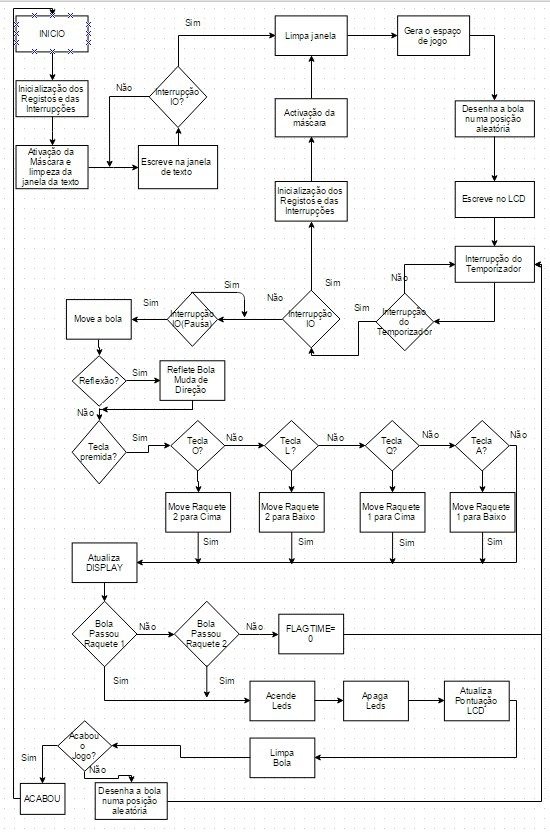 INICIO
Inicialização dos
Registos e das
Interrupções
Ativação da
Máscara e
limpeza da
janela da texto
Não
Sim
Interrupção
IO?
Escreve na janela
de texto
Limpa janela
Gera o espaço
de jogo
Activação da
máscara
Desenha a bola
numa posição
aleatória
Inicialização dos
Registos e das
Interrupções
Escreve no LCD
Interrupção do
Temporizador
Não
Interrupção
do
Temporizador
Sim
Sim
Interrupção
IO
Não
Sim
Interrupção
IO(Pausa)
Sim
Move a bola
Reflexão?
Sim
Reflete Bola
Muda de
Direção
Não
Tecla
premida?
Sim
Tecla
O?
Não
Tecla
L?
Não
Tecla
Q?
Não
Tecla
A?
Não
Move Raquete
2 para Cima
Move Raquete
2 para Baixo
Move Raquete
1 para Cima
Move Raquete
1 para Baixo
Sim
Sim
Sim
Sim
Atualiza
DISPLAY
Bola
Passou
Raquete 1
Não
Bola
Passou
Raquete 2
Não
FLAGTIME=
0
Sim
Sim
Acende
Leds
Apaga
Leds
Atualiza
Pontuação
LCD
Limpa
Bola
Acabou
o
Jogo?
Sim
Não
ACABOU
Desenha a bola
numa posição
aleatória